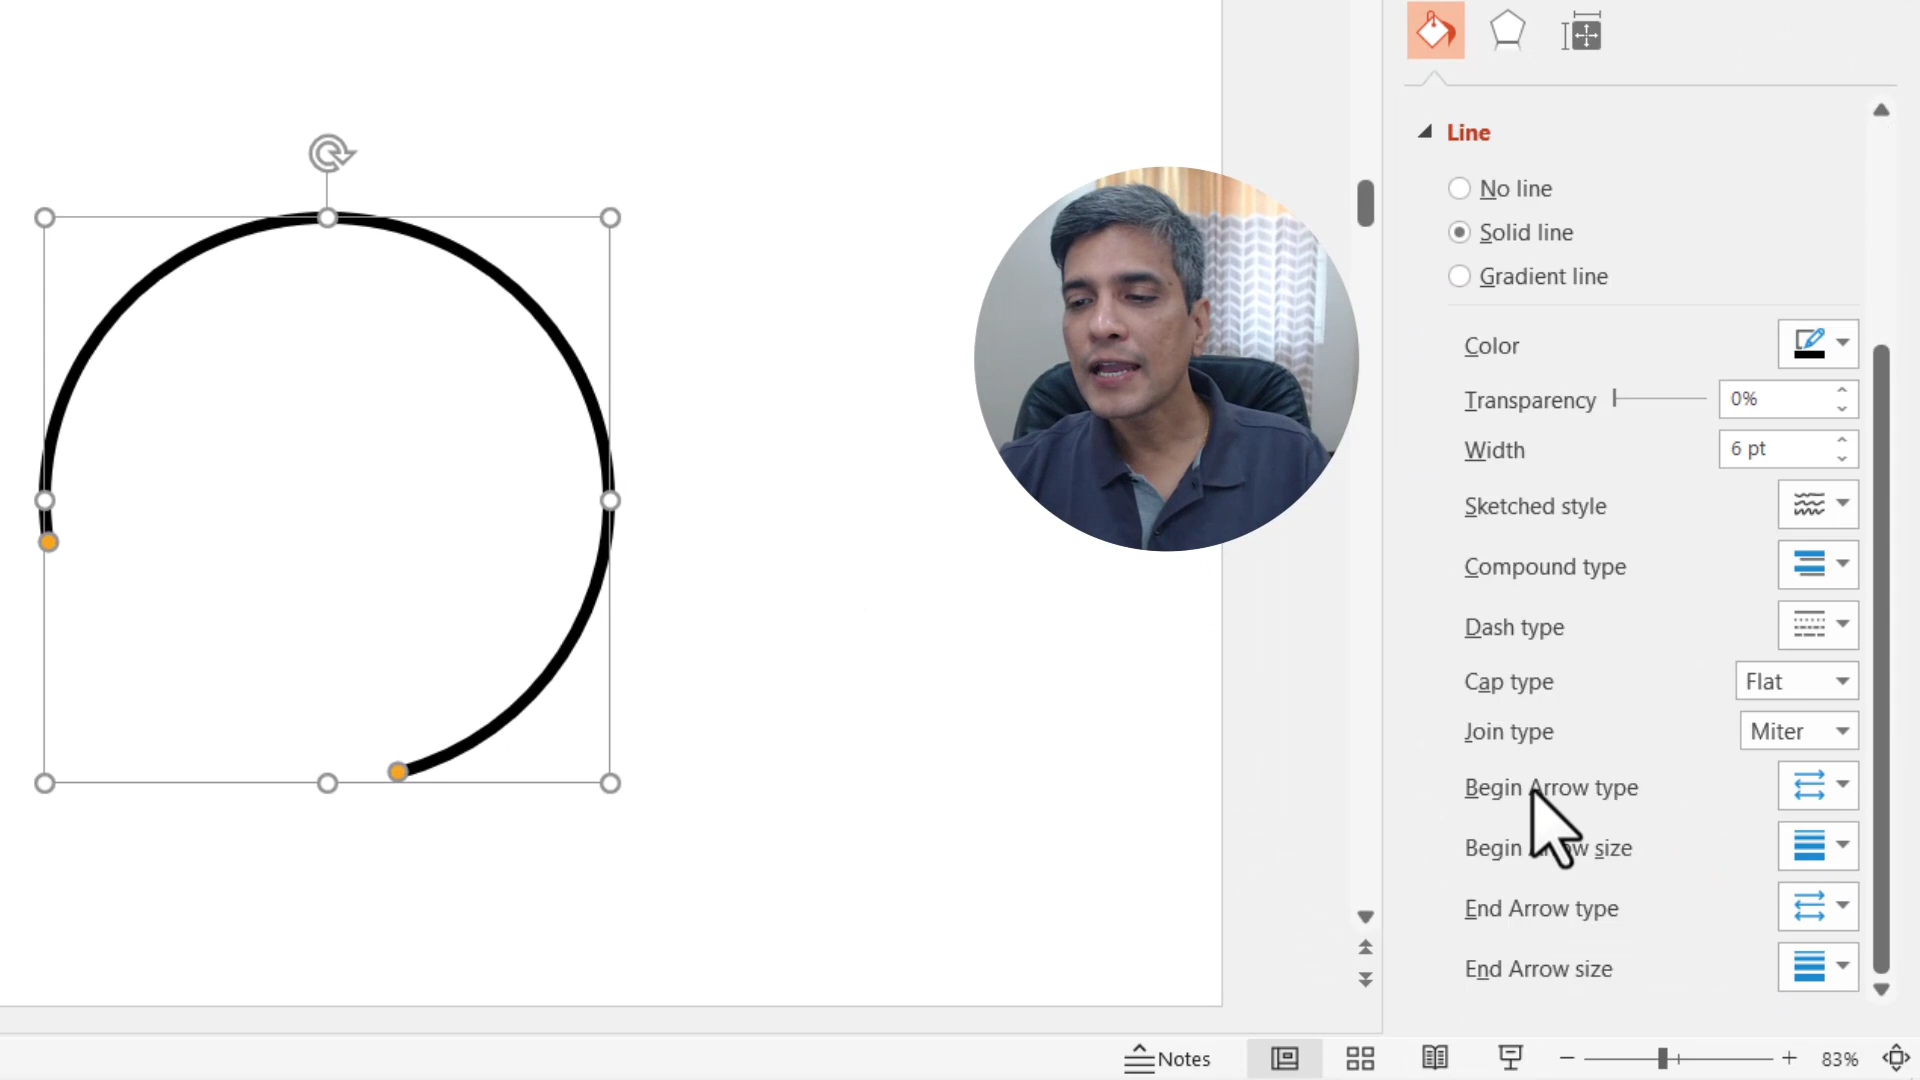 Line
No line
Solid line
Gradient line
Color
Transparency 0%
Width 6 pt
Sketched style
Compound type
Dash type
Cap type Flat
Join type Miter
Begin Arrow type
Begin Arrow size
End Arrow type
End Arrow size
Notes 83%